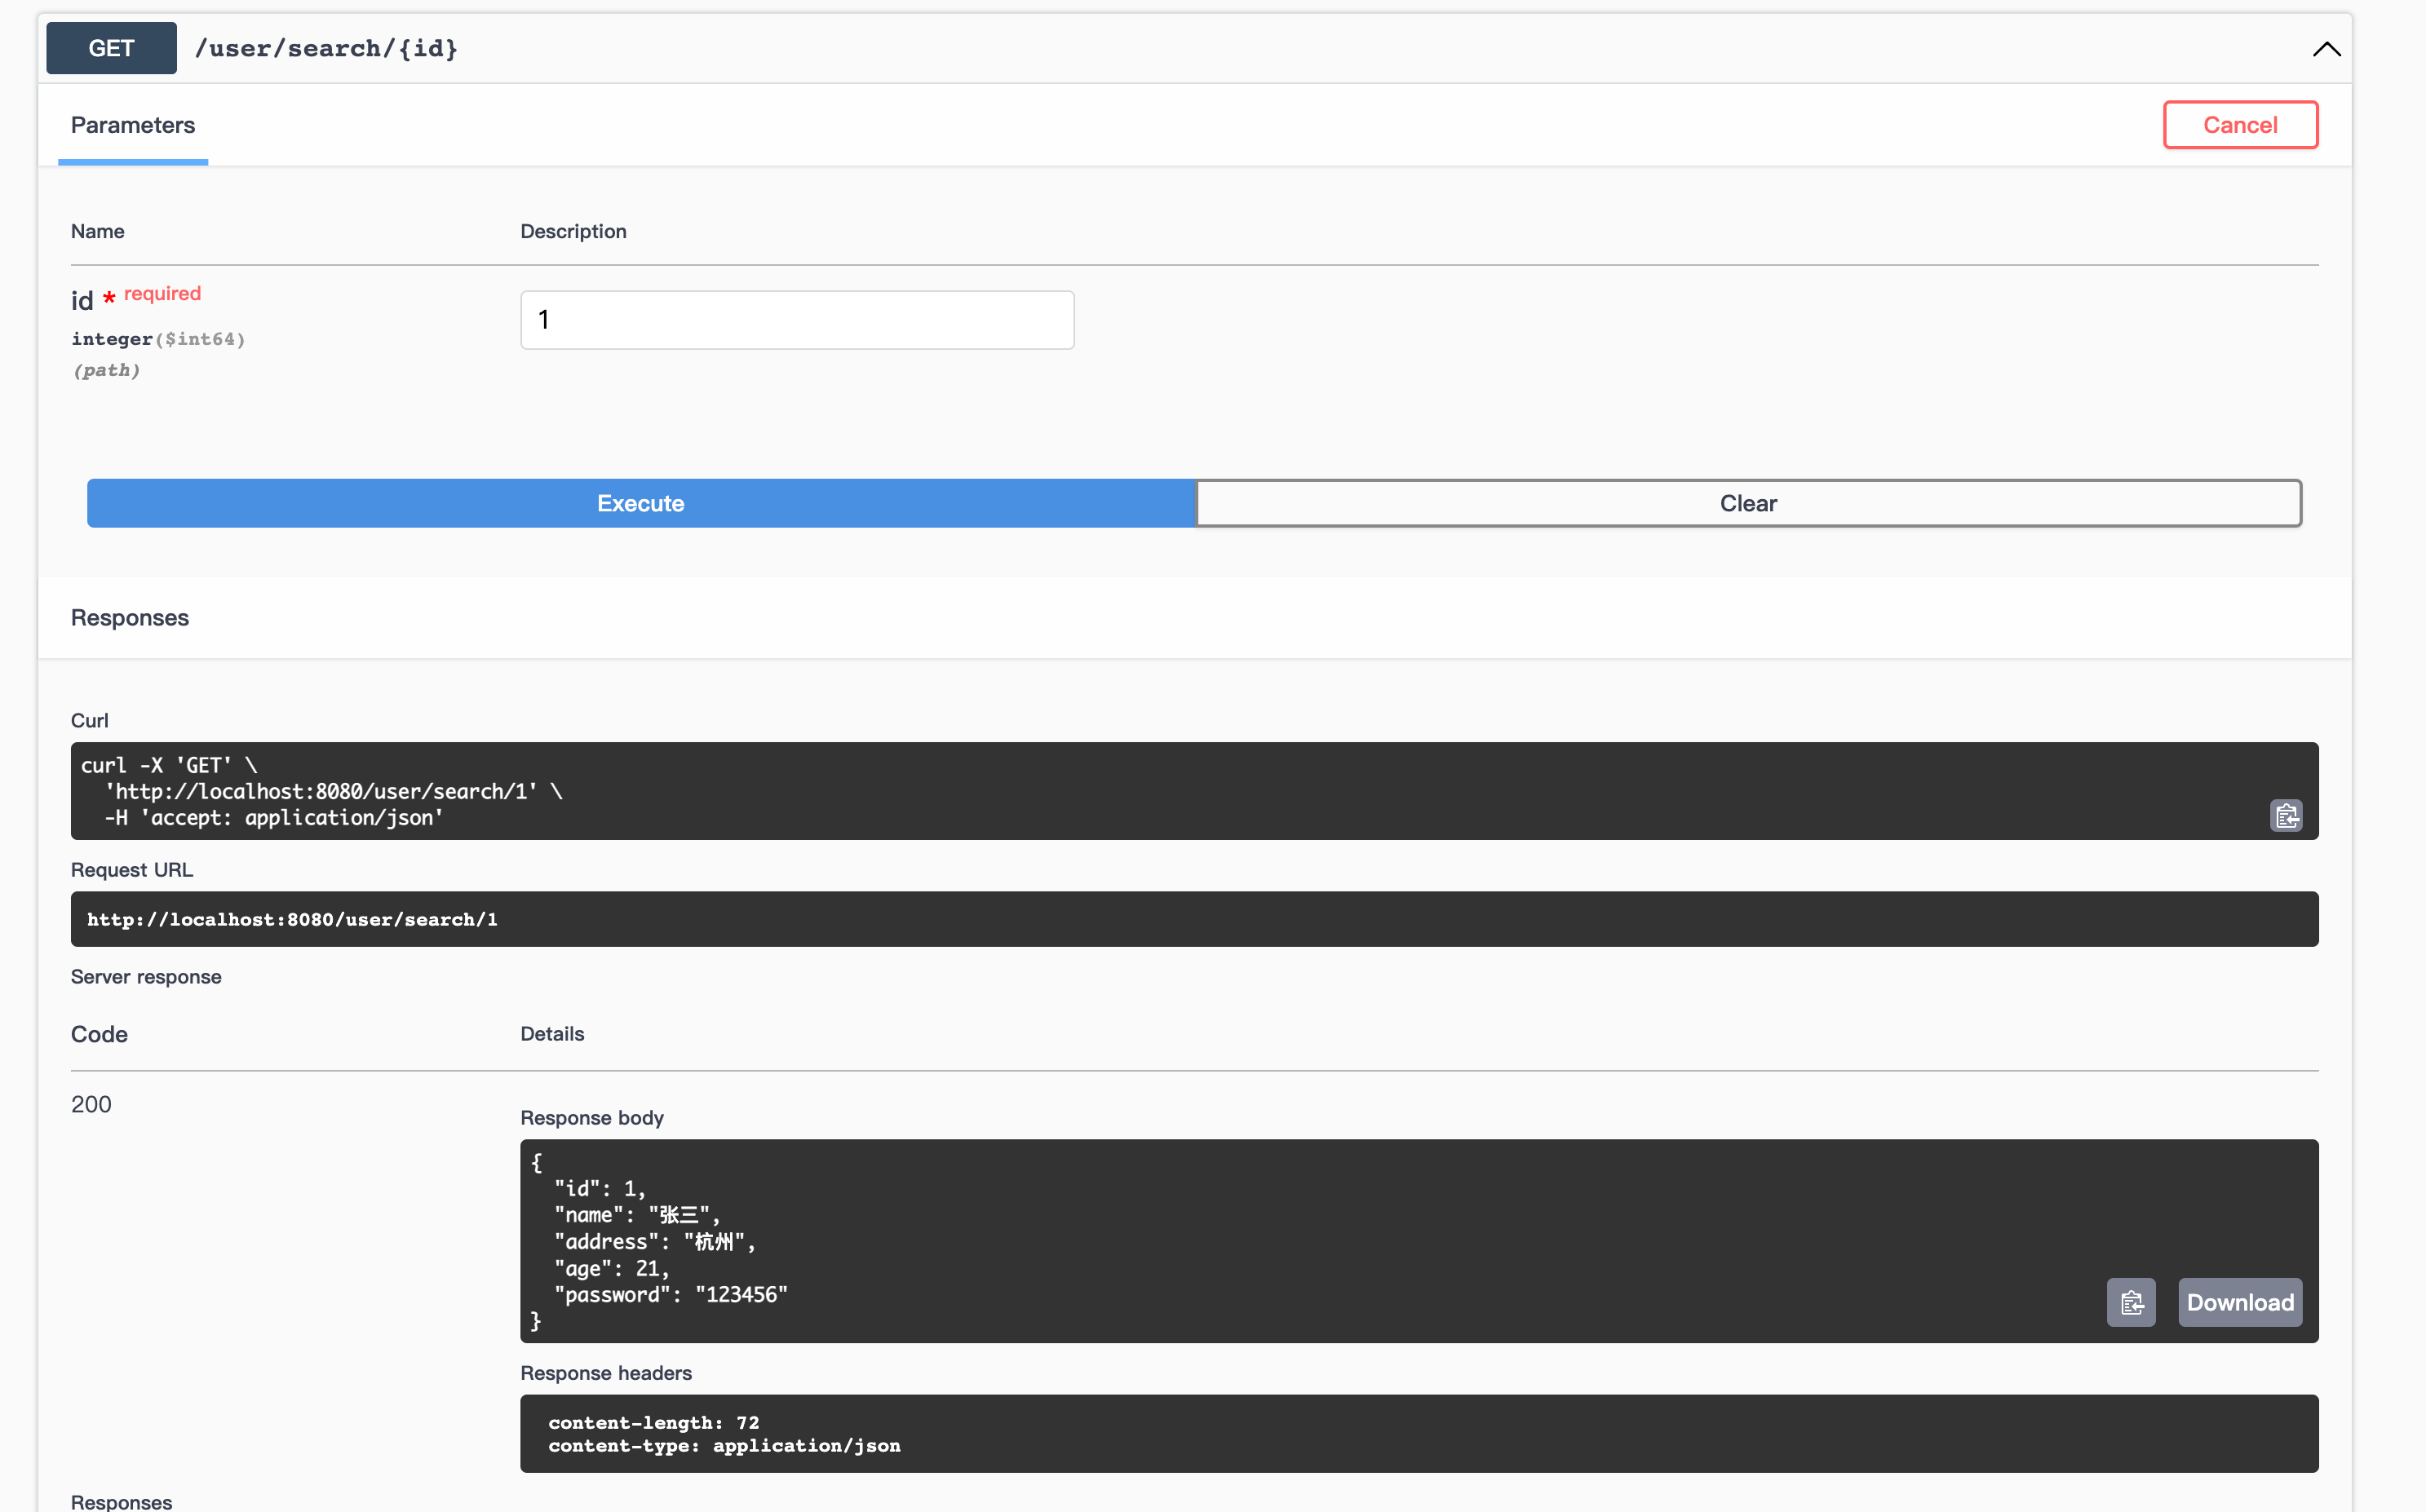 GET /user/search/{id}
Parameters
Cancel
Name Description
id * required
integer($int64)
(path)
1
Execute
Clear
Responses
Curl
curl -X 'GET' \
'http://localhost:8080/user/search/1' \
-H 'accept: application/json'
Request URL
http://localhost:8080/user/search/1
Server response
Code Details
200
Response body
{
"id": 1,
"name": "张三",
"address": "杭州",
"age": 21,
"password": "123456"
}
Download
Response headers
content-length: 72
content-type: application/json
Responses